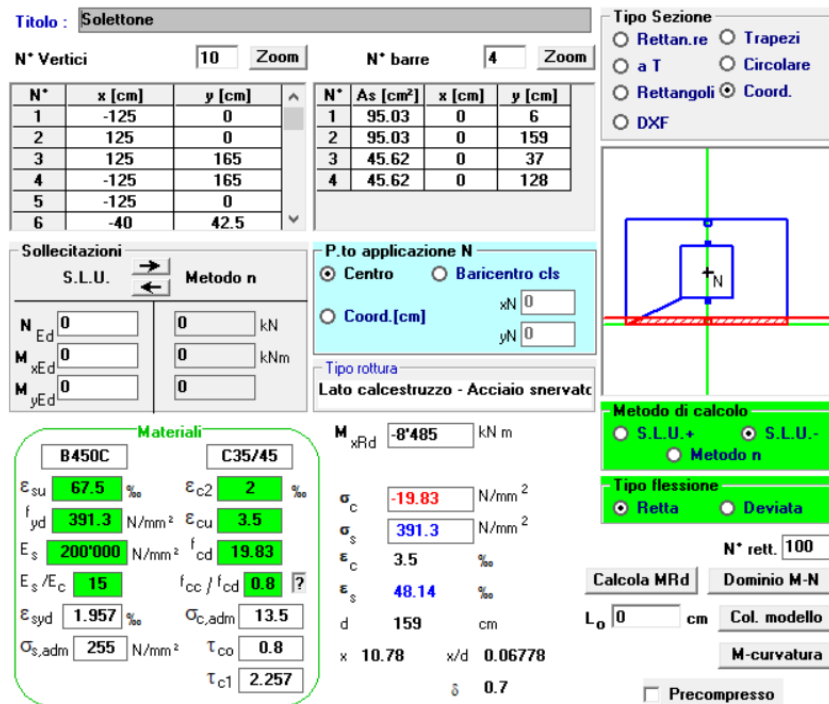 Titolo : Solettone
N° Vertici 10 Zoom N° barre 4 Zoom
N° x [cm] y [cm]
1 -125 0
2 125 0
3 125 165
4 -125 165
5 -125 0
6 -40 42.5
N° As [cm²] x [cm] y [cm]
1 95.03 0 6
2 95.03 0 159
3 45.62 0 37
4 45.62 0 128
Tipo Sezione
Rettan.re Trapezi
a T Circolare
Rettangoli Coord.
DXF
N
Sollecitazioni
S.L.U. Metodo n
N Ed 0 0 kN
M xEd 0 0 kNm
M yEd 0 0
P.to applicazione N
Centro Baricentro cls
Coord.[cm] xN 0
yN 0
Tipo rottura
Lato calcestruzzo - Acciaio snervato
Metodo di calcolo
S.L.U.+ S.L.U.-
Metodo n
Tipo flessione
Retta Deviata
Materiali
B450C C35/45
εsu 67.5 ‰ εc2 2 ‰
fyd 391.3 N/mm² εcu 3.5
Es 200'000 N/mm² fcd 19.83
Es/Ec 15 fcc / fcd 0.8 ?
εsyd 1.957 ‰ σc,adm 13.5
σs,adm 255 N/mm² τco 0.8
τc1 2.257
M xRd -8'485 kN m
σc -19.83 N/mm²
σs 391.3 N/mm²
εc 3.5 ‰
εs 48.14 ‰
d 159 cm
x 10.78 x/d 0.06778
δ 0.7
N° rett. 100
Calcola MRd Dominio M-N
Lo 0 cm Col. modello
M-curvatura
Precompresso